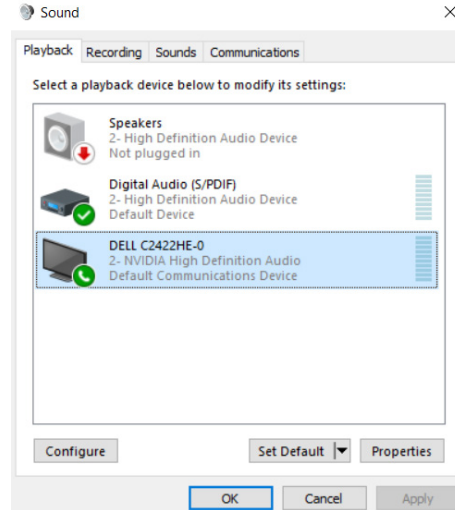 Sound
Playback Recording Sounds Communications
Select a playback device below to modify its settings:
Speakers
2- High Definition Audio Device
Not plugged in
Digital Audio (S/PDIF)
2- High Definition Audio Device
Default Device
DELL C2422HE-0
2- NVIDIA High Definition Audio
Default Communications Device
Configure Set Default Properties
OK Cancel Apply